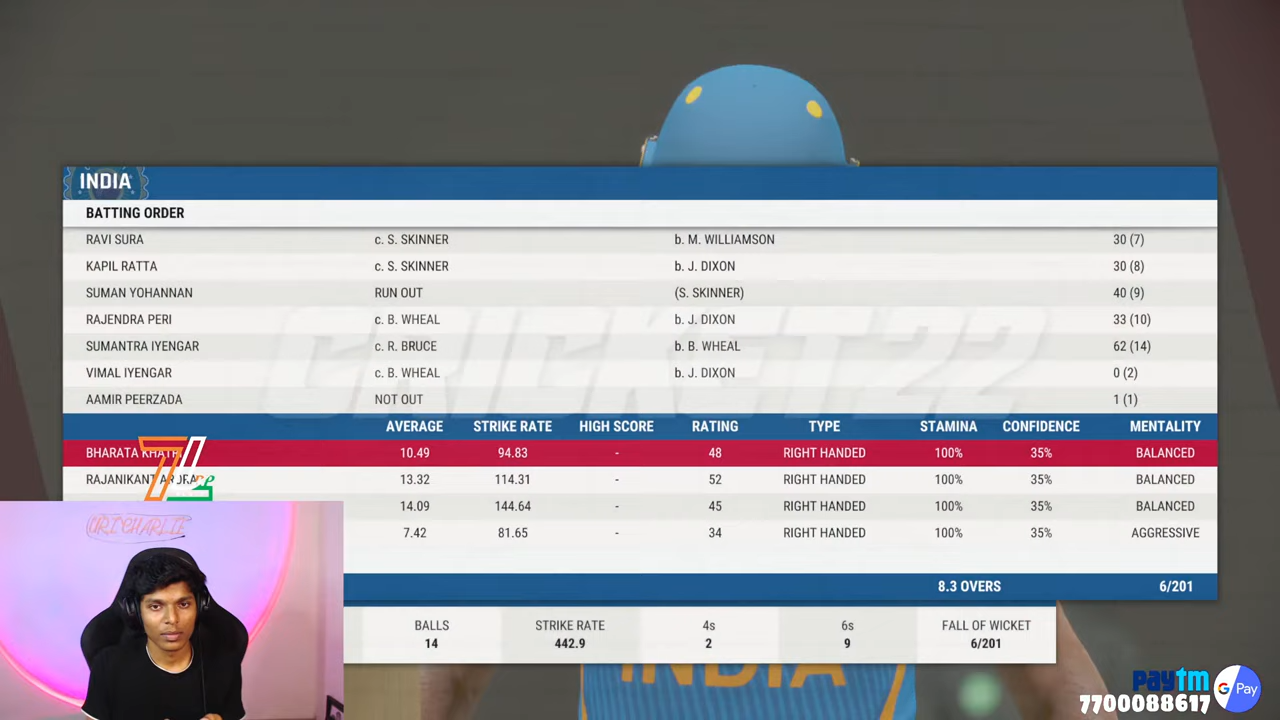 INDIA
BATTING ORDER
RAVI SURA c. S. SKINNER b. M. WILLIAMSON 30 (7)
KAPIL RATTA c. S. SKINNER b. J. DIXON 30 (8)
SUMAN YOHANNAN RUN OUT (S. SKINNER) 40 (9)
RAJENDRA PERI c. B. WHEAL b. J. DIXON 33 (10)
SUMANTRA IYENGAR c. R. BRUCE b. B. WHEAL 62 (14)
VIMAL IYENGAR c. B. WHEAL b. J. DIXON 0 (2)
AAMIR PEERZADA NOT OUT 1 (1)
CRICKET22
AVERAGE STRIKE RATE HIGH SCORE RATING TYPE STAMINA CONFIDENCE MENTALITY
BHARATA 10.49 94.83 - 48 RIGHT HANDED 100% 35% BALANCED
RAJANIKANT 13.32 114.31 - 52 RIGHT HANDED 100% 35% BALANCED
14.09 144.64 - 45 RIGHT HANDED 100% 35% BALANCED
7.42 81.65 - 34 RIGHT HANDED 100% 35% AGGRESSIVE
8.3 OVERS 6/201
BALLS STRIKE RATE 4s 6s FALL OF WICKET
14 442.9 2 9 6/201
INDIA
paytm
G Pay
7700088617